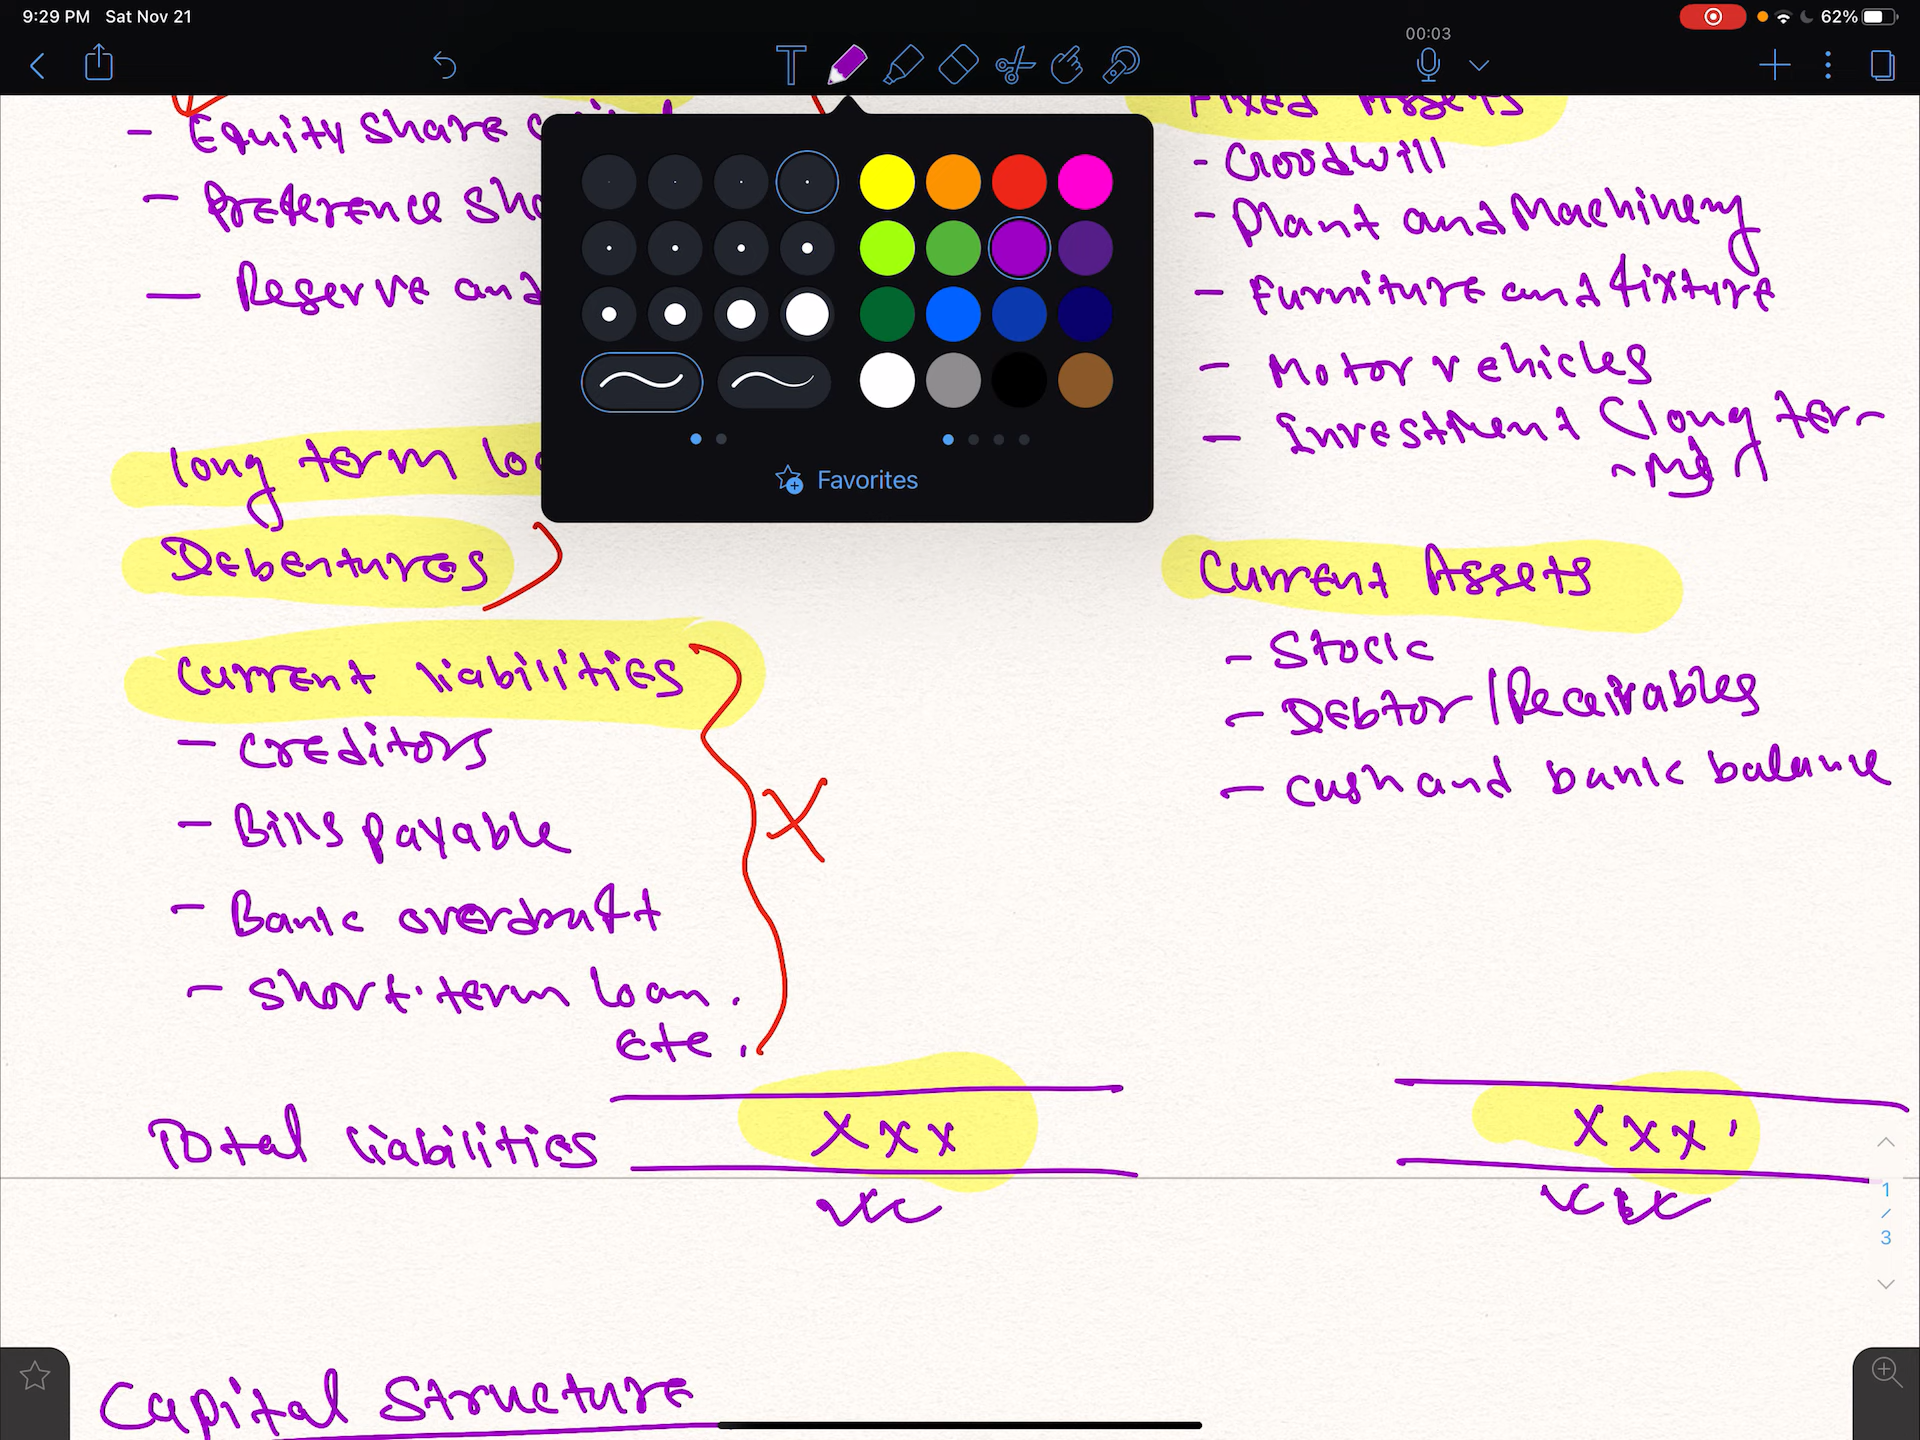 9:29 PM Sat Nov 21
62%
00:03
- Equity share
- Preference Sha
- Reserve and
long term loa
Debentures
Current liabilities
- Creditors
- Bills payable
- Bank overdraft
- Short-term loan.
etc.
Total liabilities XXX
Favorites
Fixed Assets
- Goodwill
- Plant and Machinery
- Furniture and fixture
- Motor vehicles
- Investment (long ter-
Current Assets
- Stock
- Debtor/Receivables
- Cash and bank balance
XXX
1
/
3
Capital Structure